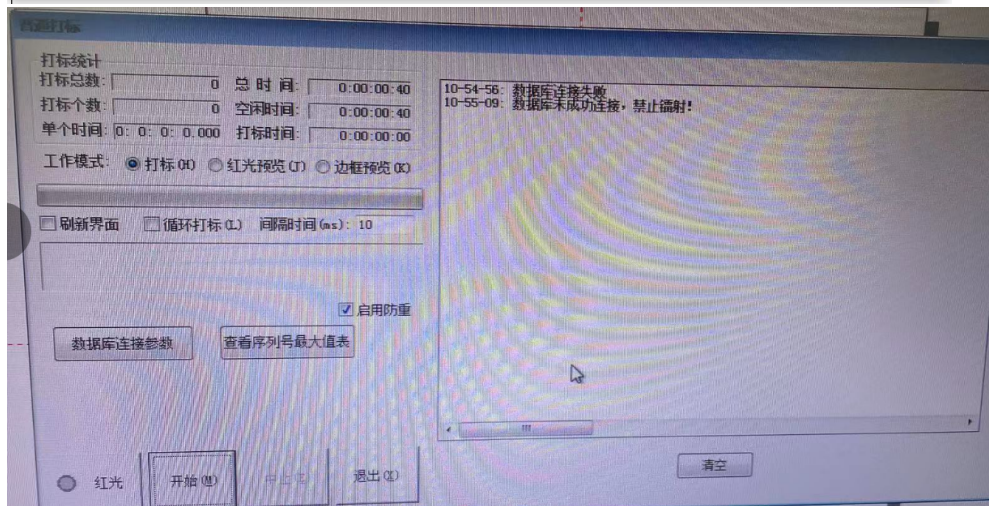 普通打标
打标统计
打标总数: 0 总 时 间: 0:00:00:40
打标个数: 0 空闲时间: 0:00:00:40
单个时间: 0: 0: 0: 0.000 打标时间: 0:00:00:00
工作模式: 打标(H) 红光预览(J) 边框预览(K)
刷新界面 循环打标(L) 间隔时间(ms): 10
启用防重
数据库连接参数 查看序列号最大值表
红光 开始(M) 退出(X)
10-54-56: 数据库连接失败
10-55-09: 数据库未成功连接，禁止镭射!
清空